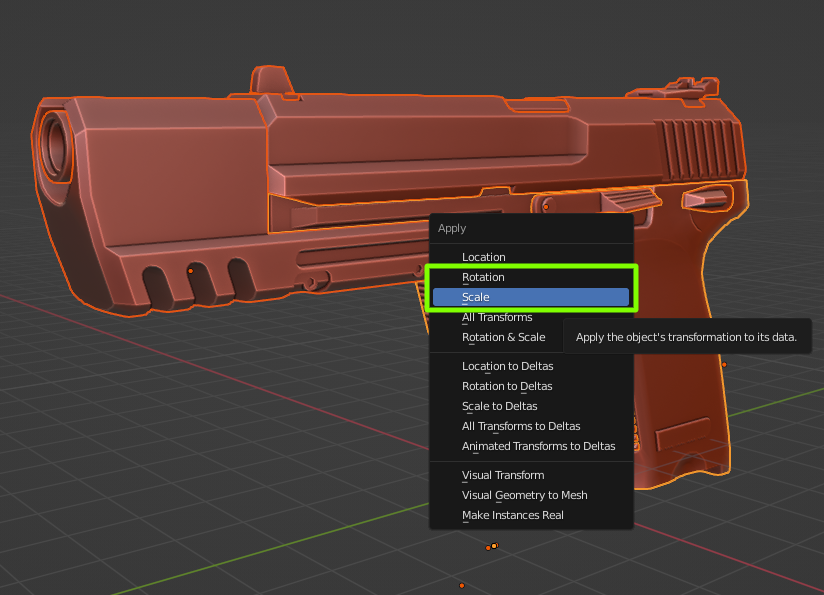 Apply
Location
Rotation
Scale
All Transforms
Rotation & Scale
Apply the object's transformation to its data.
Location to Deltas
Rotation to Deltas
Scale to Deltas
All Transforms to Deltas
Animated Transforms to Deltas
Visual Transform
Visual Geometry to Mesh
Make Instances Real